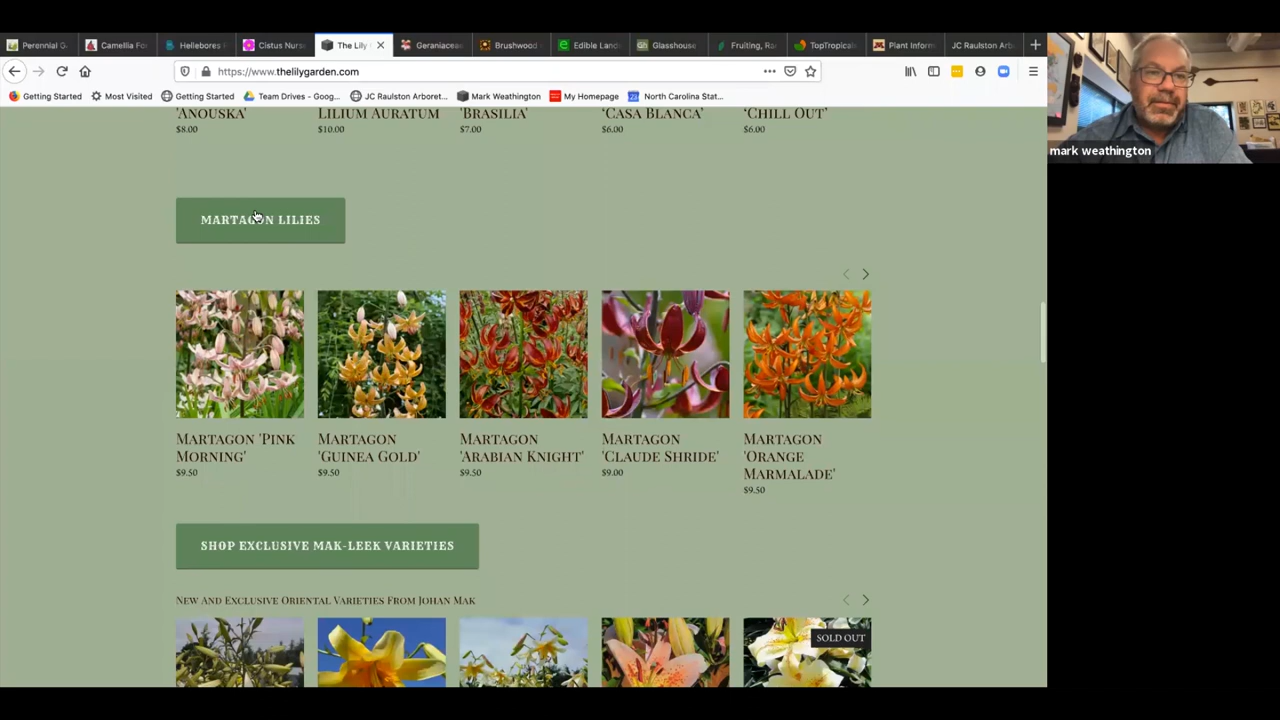 Perennial G
Camellia Fo
Hellebores
Cistus Nurs
The Lily
Geraniacea
Brushwood
Edible Land
Glasshouse
Fruiting, Ra
TopTropical
Plant Inform
JC Raulston Arb
https://www.thelilygarden.com
Getting Started
Most Visited
Getting Started
Team Drives - Goog...
JC Raulston Arboret...
Mark Weathington
My Homepage
North Carolina Stat...
'ANOUSKA'
$8.00
LILIUM AURATUM
$10.00
'BRASILIA'
$7.00
'CASA BLANCA'
$6.00
'CHILL OUT'
$6.00
MARTAGON LILIES
MARTAGON 'PINK
MORNING'
$9.50
MARTAGON
'GUINEA GOLD'
$9.50
MARTAGON
'ARABIAN KNIGHT'
$9.50
MARTAGON
'CLAUDE SHRIDE'
$9.00
MARTAGON
'ORANGE
MARMALADE'
$9.50
SHOP EXCLUSIVE MAK-LEEK VARIETIES
NEW AND EXCLUSIVE ORIENTAL VARIETIES FROM JOHAN MAK
SOLD OUT
mark weathington